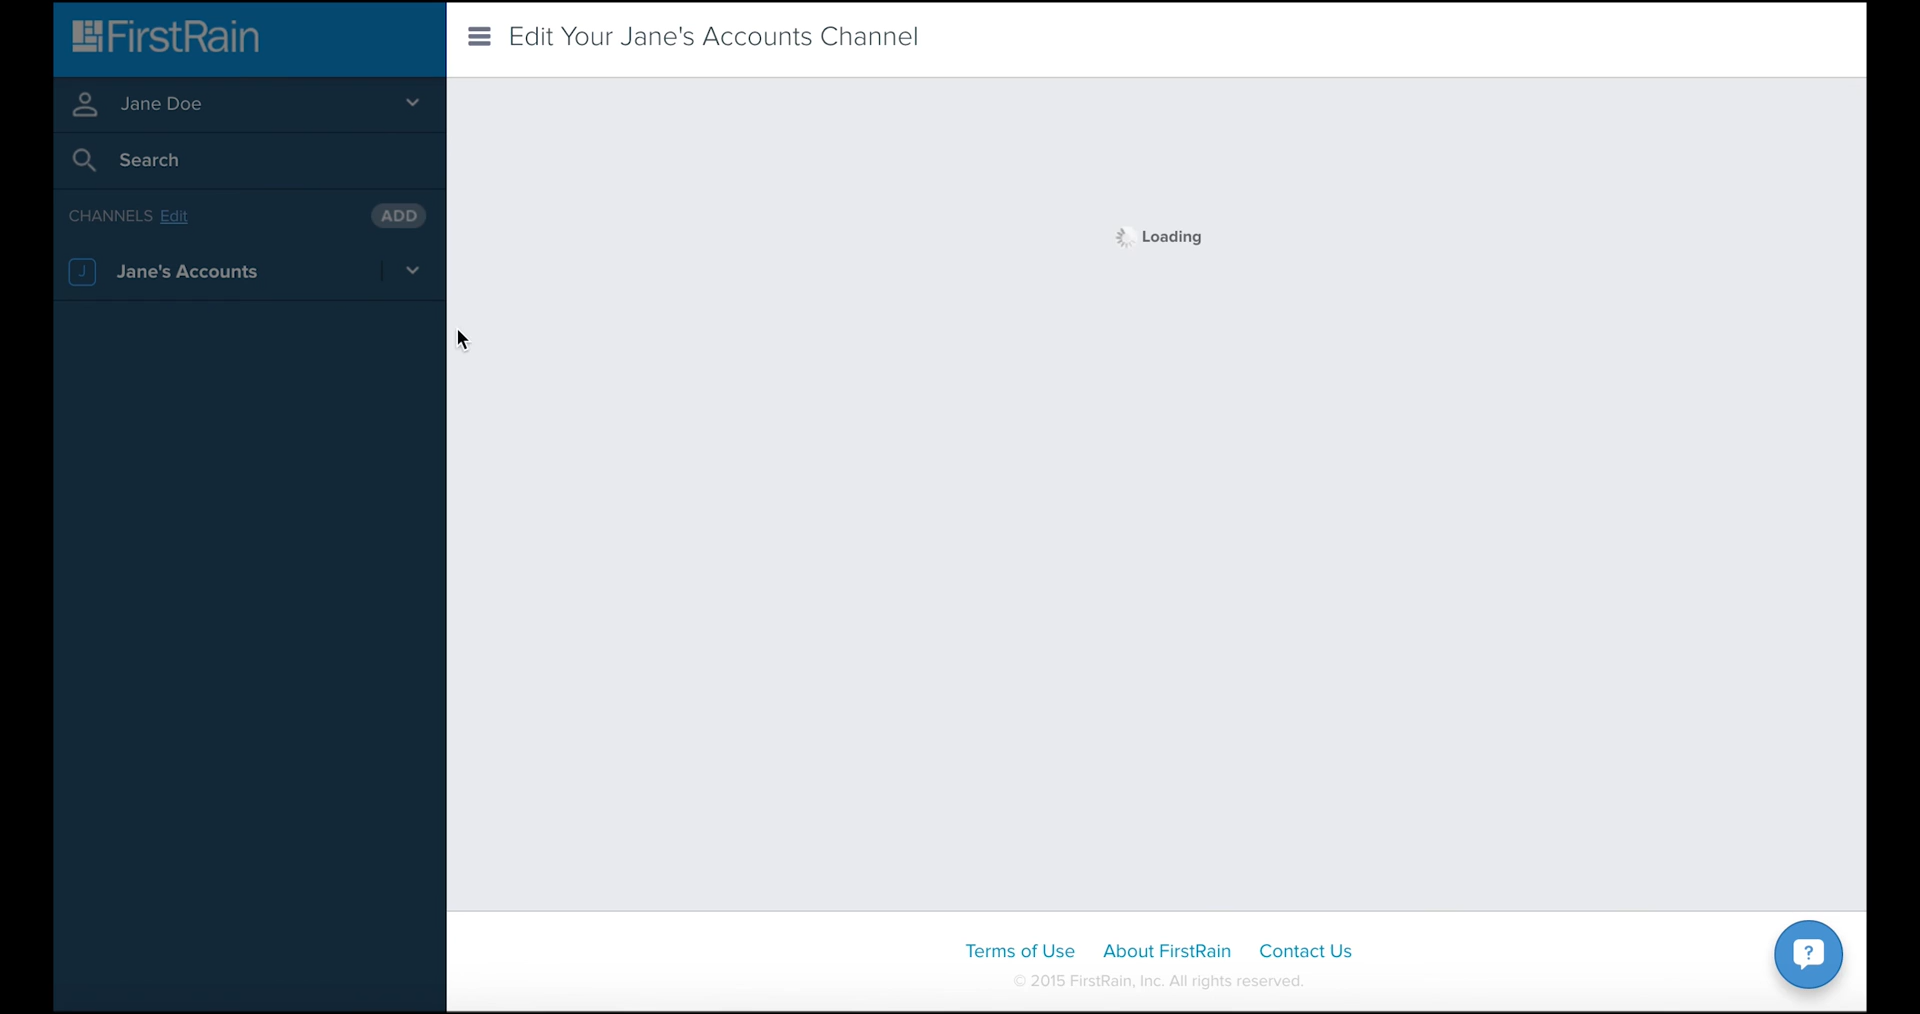 FirstRain
Edit Your Jane's Accounts Channel
Jane Doe
Search
CHANNELS Edit ADD
J Jane's Accounts
Loading
Terms of Use About FirstRain Contact Us
© 2015 FirstRain, Inc. All rights reserved.
?